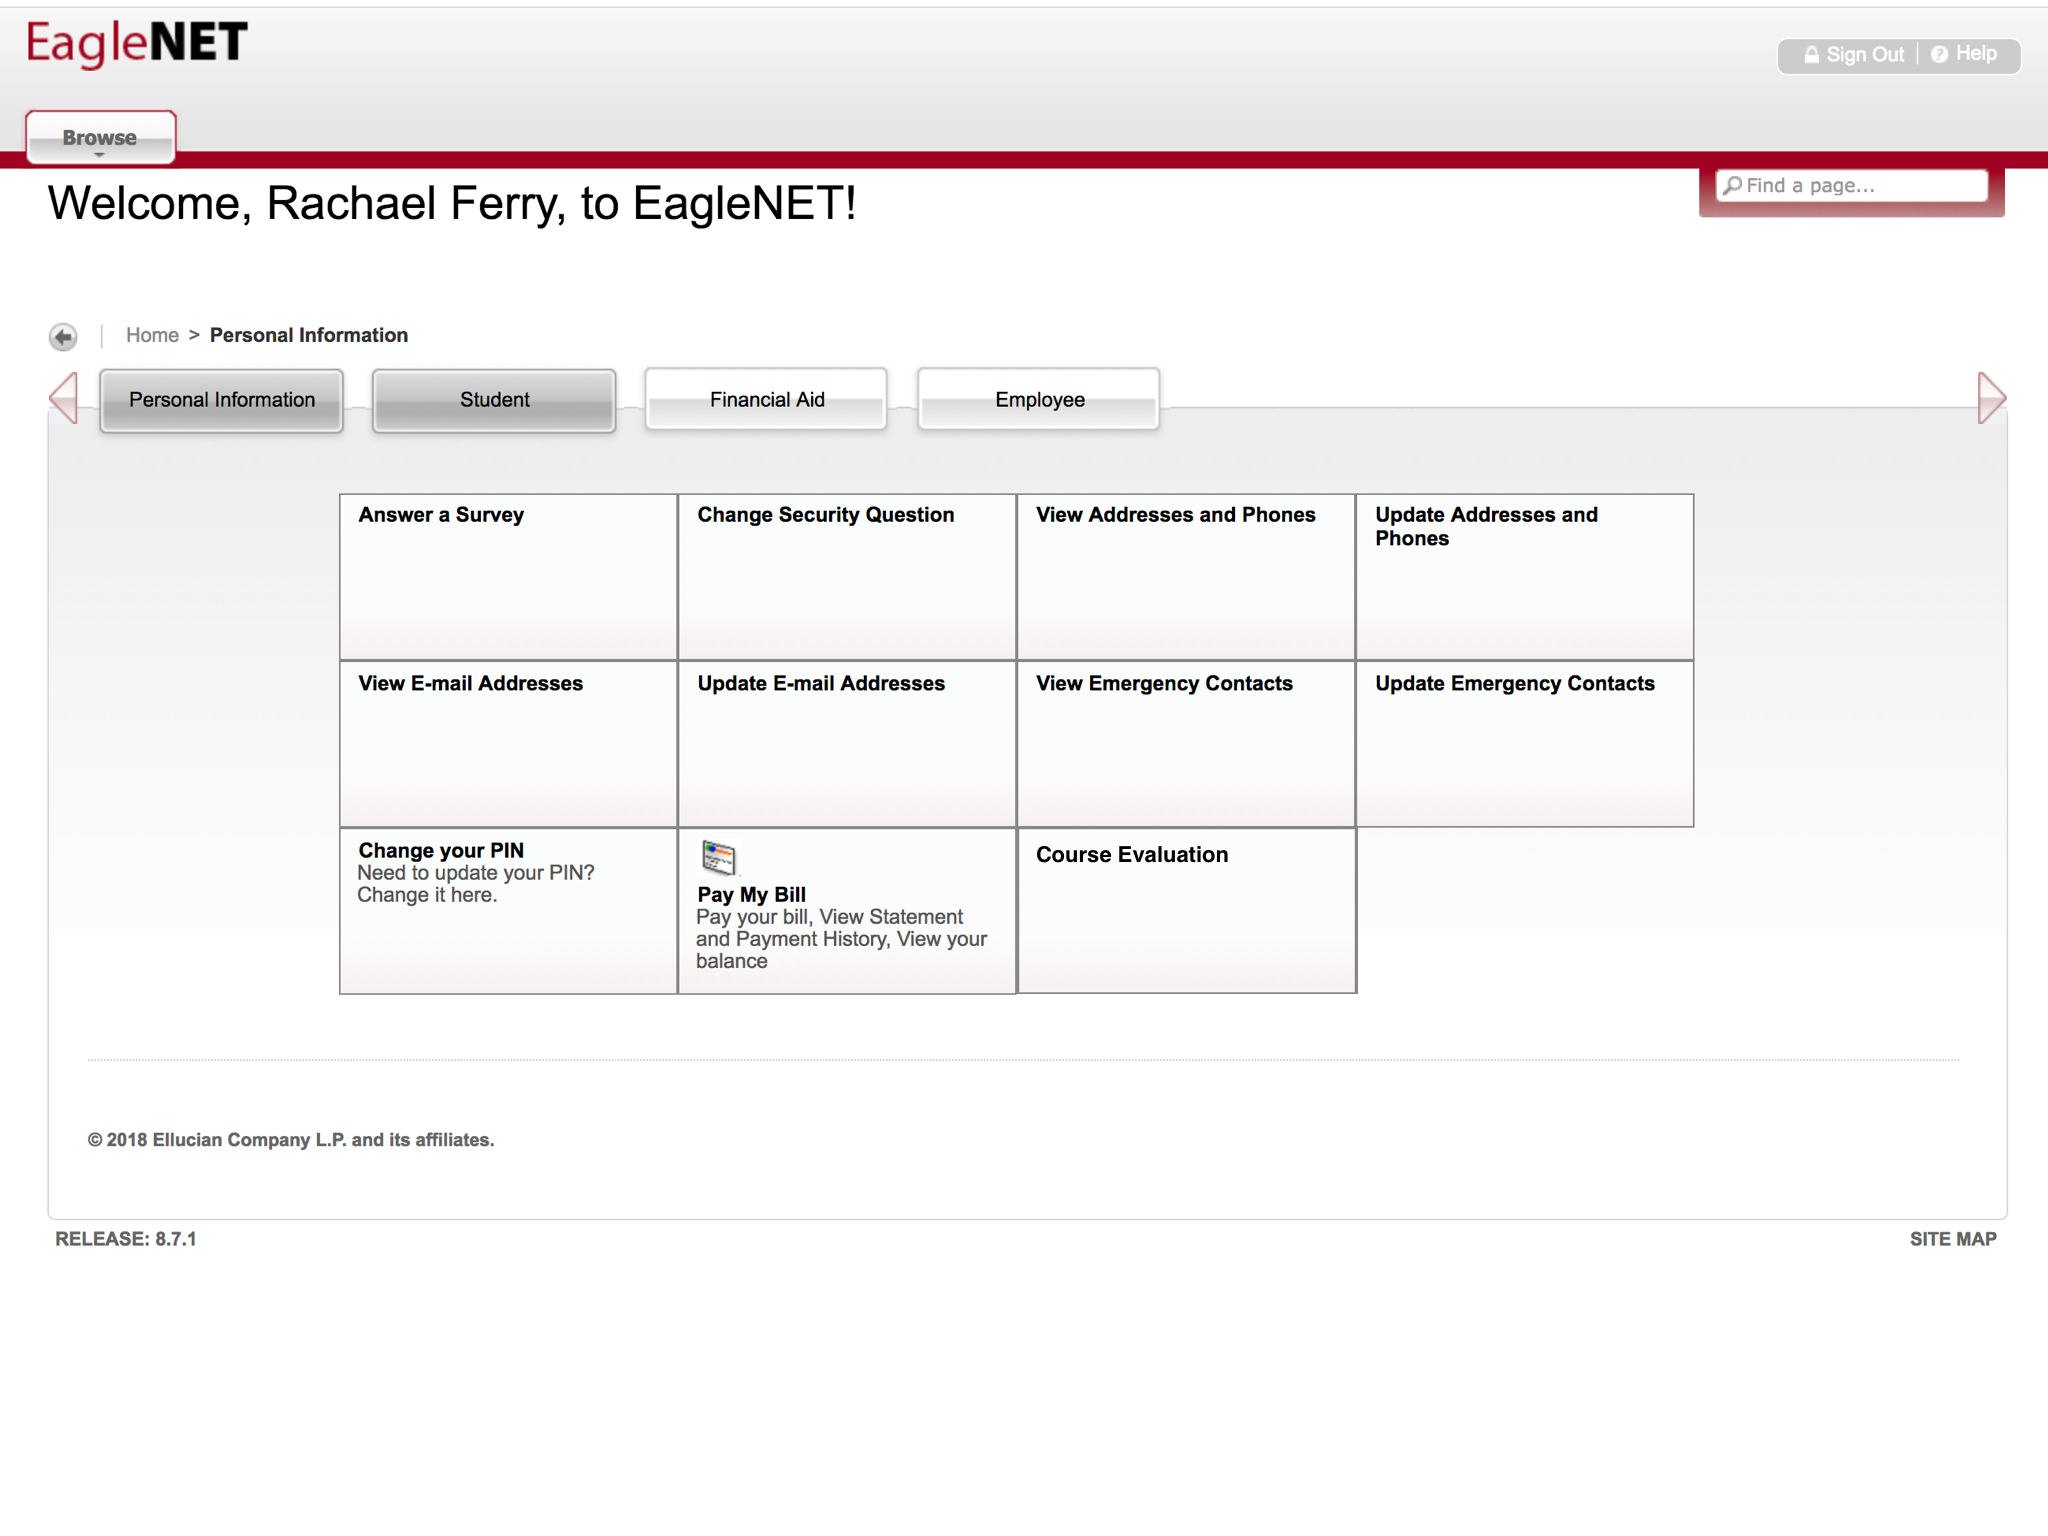 EagleNET
Sign Out
Help
Browse
Find a page...
Welcome, Rachael Ferry, to EagleNET!
Home > Personal Information
Personal Information
Student
Financial Aid
Employee
Answer a Survey
Change Security Question
View Addresses and Phones
Update Addresses and
Phones
View E-mail Addresses
Update E-mail Addresses
View Emergency Contacts
Update Emergency Contacts
Change your PIN
Need to update your PIN?
Change it here.
Pay My Bill
Pay your bill, View Statement
and Payment History, View your
balance
Course Evaluation
© 2018 Ellucian Company L.P. and its affiliates.
RELEASE: 8.7.1
SITE MAP